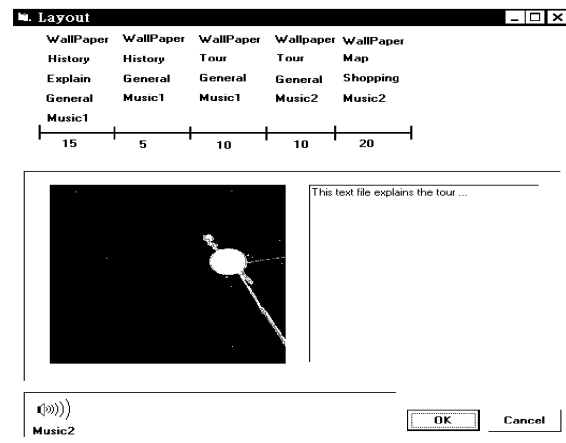 Layout
WallPaper WallPaper WallPaper Wallpaper WallPaper
History History Tour Tour Map
Explain General General General Shopping
General Music1 Music1 Music2 Music2
Music1
15 5 10 10 20
This text file explains the tour ...
Music2
OK Cancel